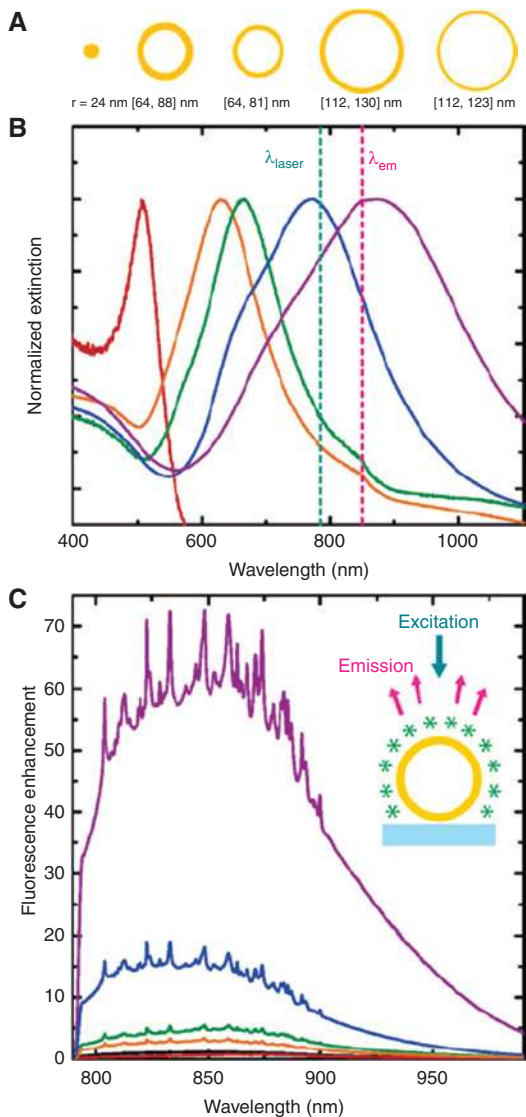 A
r = 24 nm [64, 88] nm [64, 81] nm [112, 130] nm [112, 123] nm
B
λlaser λem
Normalized extinction
400 600 800 1000
Wavelength (nm)
C
70
60
50
40
30
20
10
0
Excitation
Emission
Fluorescence enhancement
800 850 900 950
Wavelength (nm)